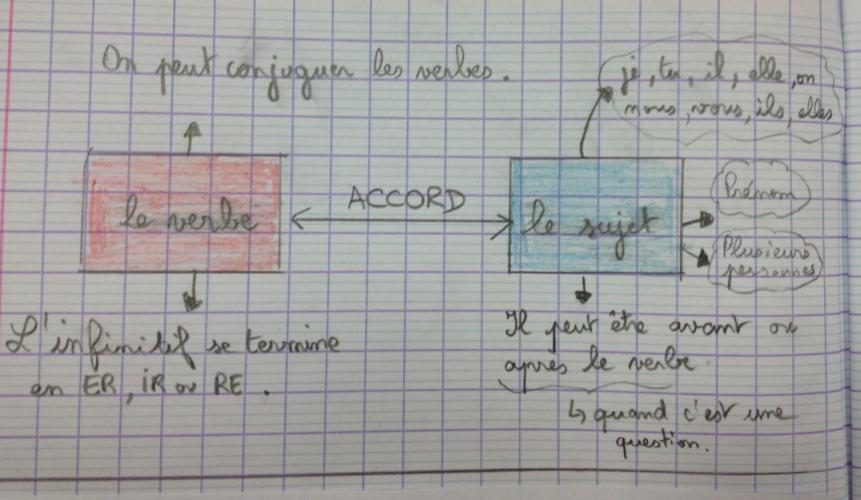 On peut conjuguer les verbes.
je, tu, il, elle, on
nous, vous, ils, elles
le verbe
ACCORD
le sujet
Prénom
Plusieurs
personnes
L'infinitif se termine
en ER, iR ou RE.
Il peut être avant ou
après le verbe
↳ quand c'est une
question.